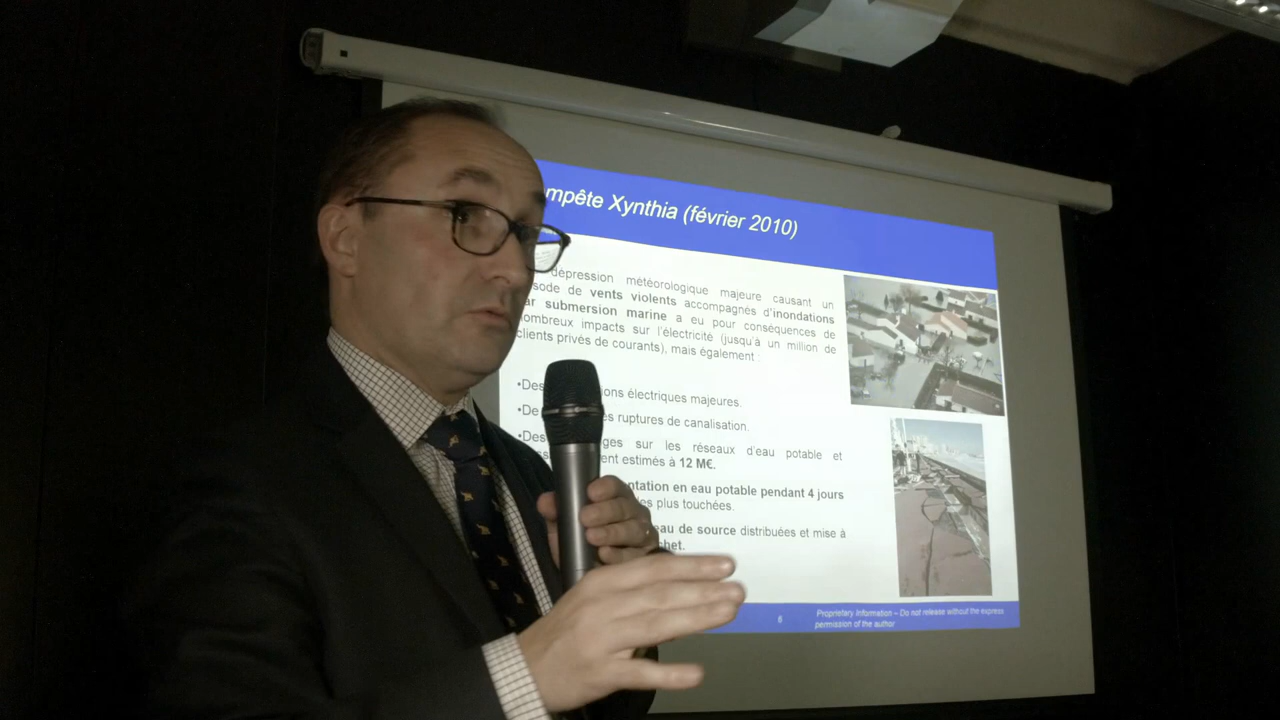 mpête Xynthia (février 2010)
dépression météorologique majeure causant un
sode de vents violents accompagnés d'inondations
ar submersion marine a eu pour conséquences de
ombreux impacts sur l'électricité (jusqu'à un million de
clients privés de courants), mais également :
•Des ons électriques majeures.
•De es ruptures de canalisation.
•Des ges sur les réseaux d'eau potable et
ent estimés à 12 M€.
ntation en eau potable pendant 4 jours
les plus touchées.
eau de source distribuées et mise à
chet.
6
Proprietary Information – Do not release without the express
permission of the author